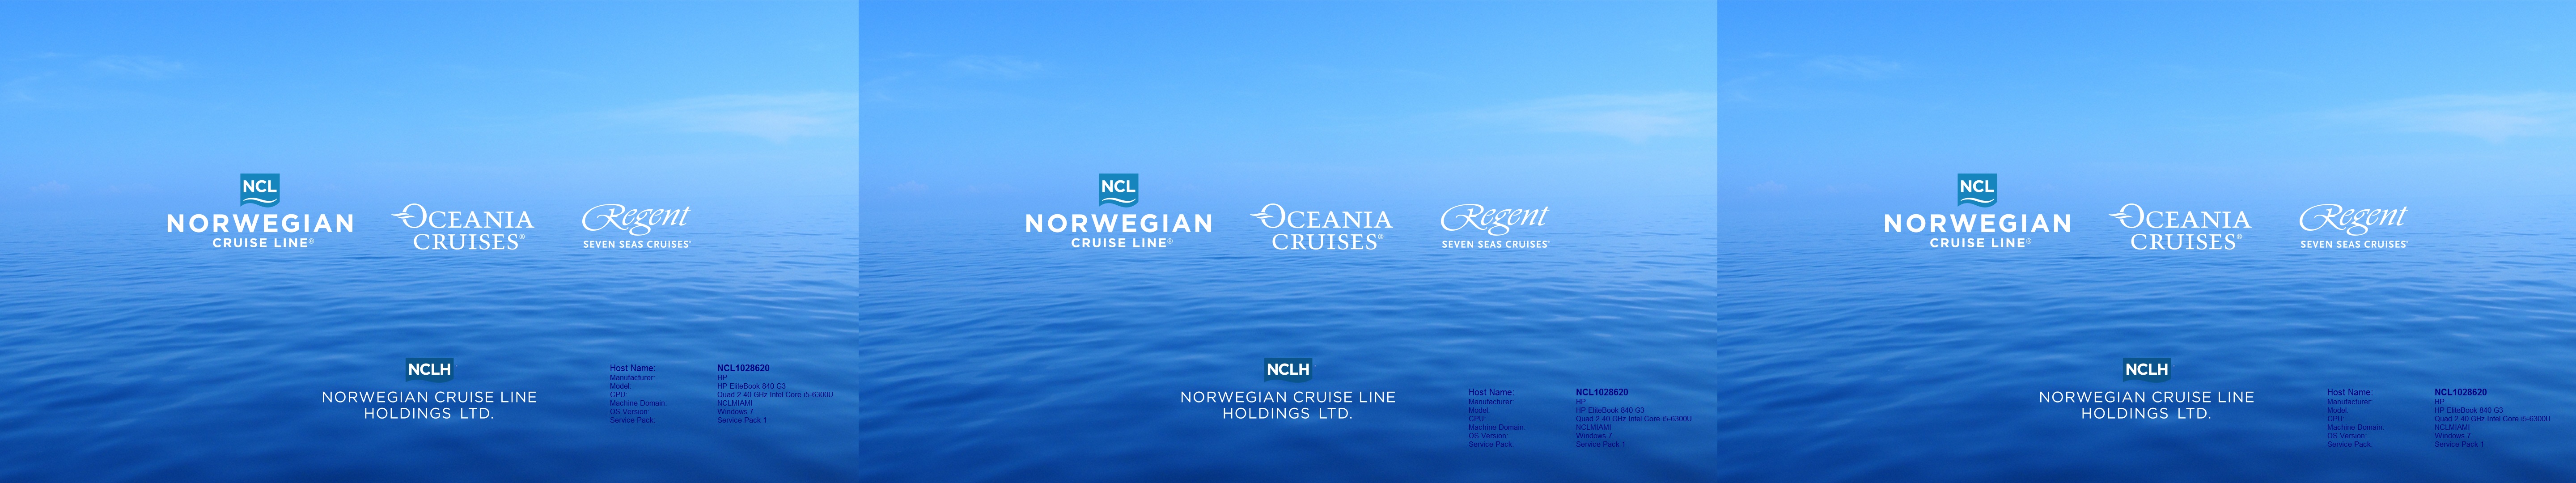 NCL
NORWEGIAN
CRUISE LINE®
OCEANIA
CRUISES®
Regent
SEVEN SEAS CRUISES®
NCLH
NORWEGIAN CRUISE LINE
HOLDINGS LTD.
Host Name: NCL1028620
Manufacturer: HP
Model: HP EliteBook 840 G3
CPU: Quad 2.40 GHz Intel Core i5-6300U
Machine Domain: NCLMIAMI
OS Version: Windows 7
Service Pack: Service Pack 1
NCL
NORWEGIAN
CRUISE LINE®
OCEANIA
CRUISES®
Regent
SEVEN SEAS CRUISES®
NCLH
NORWEGIAN CRUISE LINE
HOLDINGS LTD.
Host Name: NCL1028620
Manufacturer: HP
Model: HP EliteBook 840 G3
CPU: Quad 2.40 GHz Intel Core i5-6300U
Machine Domain: NCLMIAMI
OS Version: Windows 7
Service Pack: Service Pack 1
NCL
NORWEGIAN
CRUISE LINE®
OCEANIA
CRUISES®
Regent
SEVEN SEAS CRUISES®
NCLH
NORWEGIAN CRUISE LINE
HOLDINGS LTD.
Host Name: NCL1028620
Manufacturer: HP
Model: HP EliteBook 840 G3
CPU: Quad 2.40 GHz Intel Core i5-6300U
Machine Domain: NCLMIAMI
OS Version: Windows 7
Service Pack: Service Pack 1